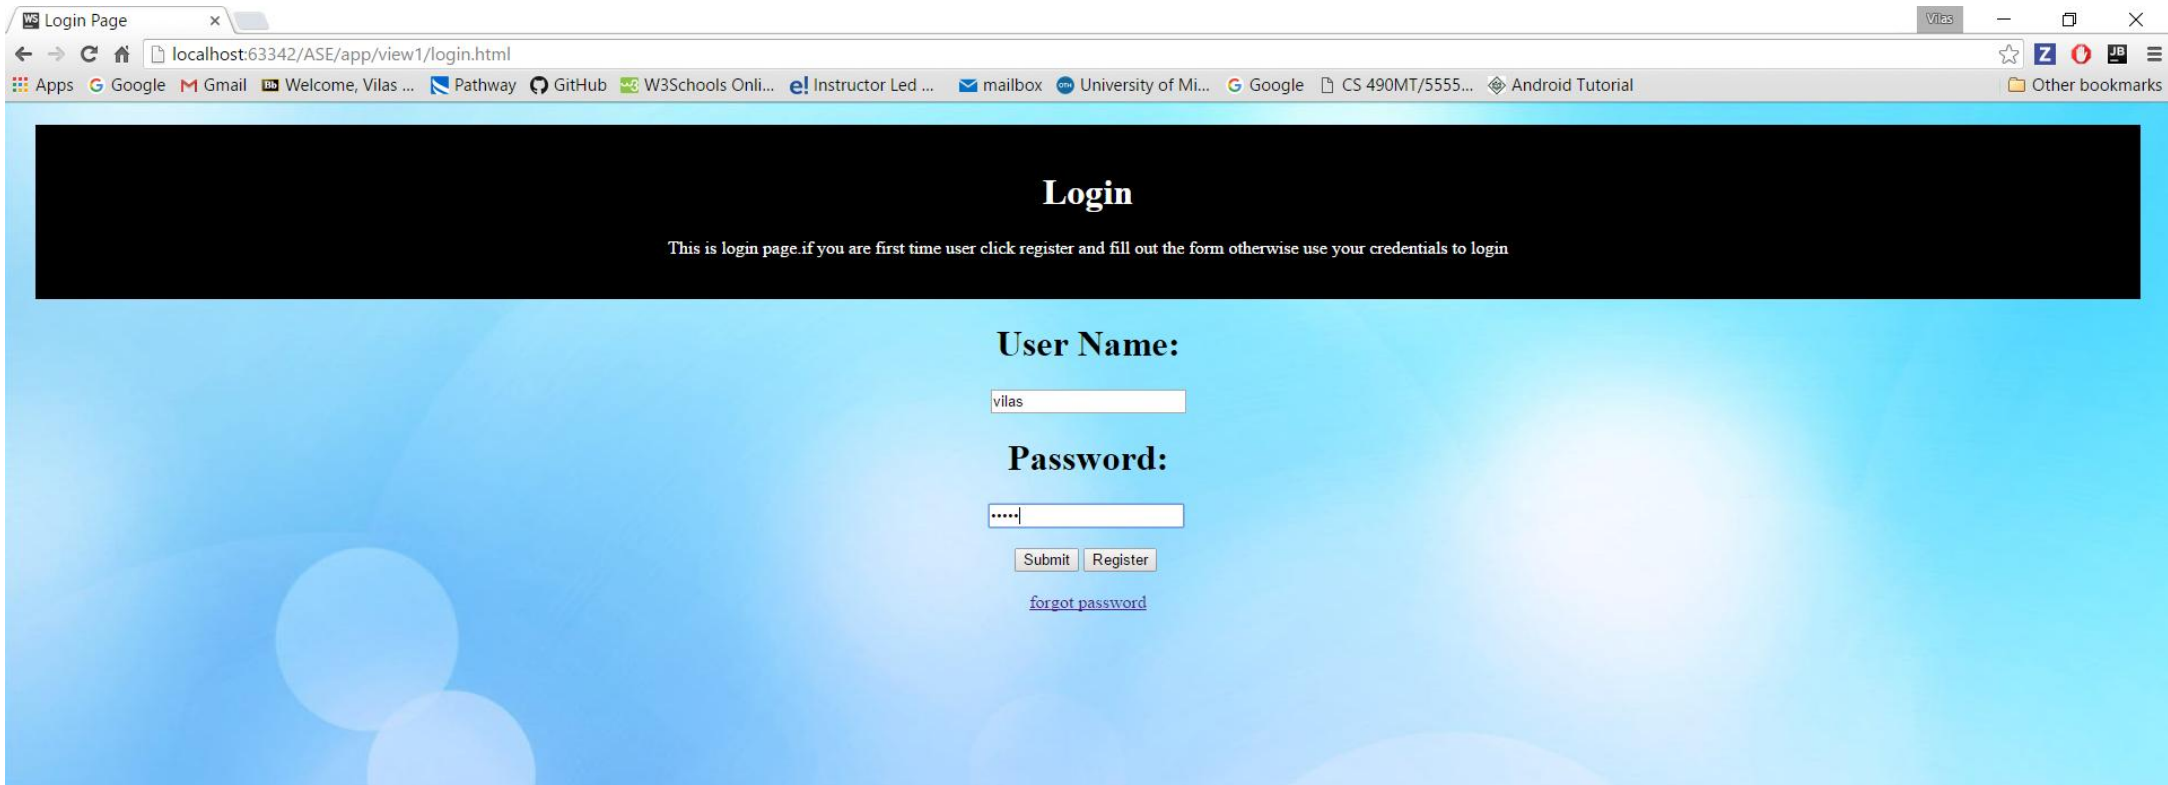 Login Page
Vilas
localhost:63342/ASE/app/view1/login.html
Apps Google Gmail Welcome, Vilas ... Pathway GitHub W3Schools Onli... Instructor Led ... mailbox University of Mi... Google CS 490MT/5555... Android Tutorial Other bookmarks
Login
This is login page.if you are first time user click register and fill out the form otherwise use your credentials to login
User Name:
vilas
Password:
•••••
Submit Register
forgot password